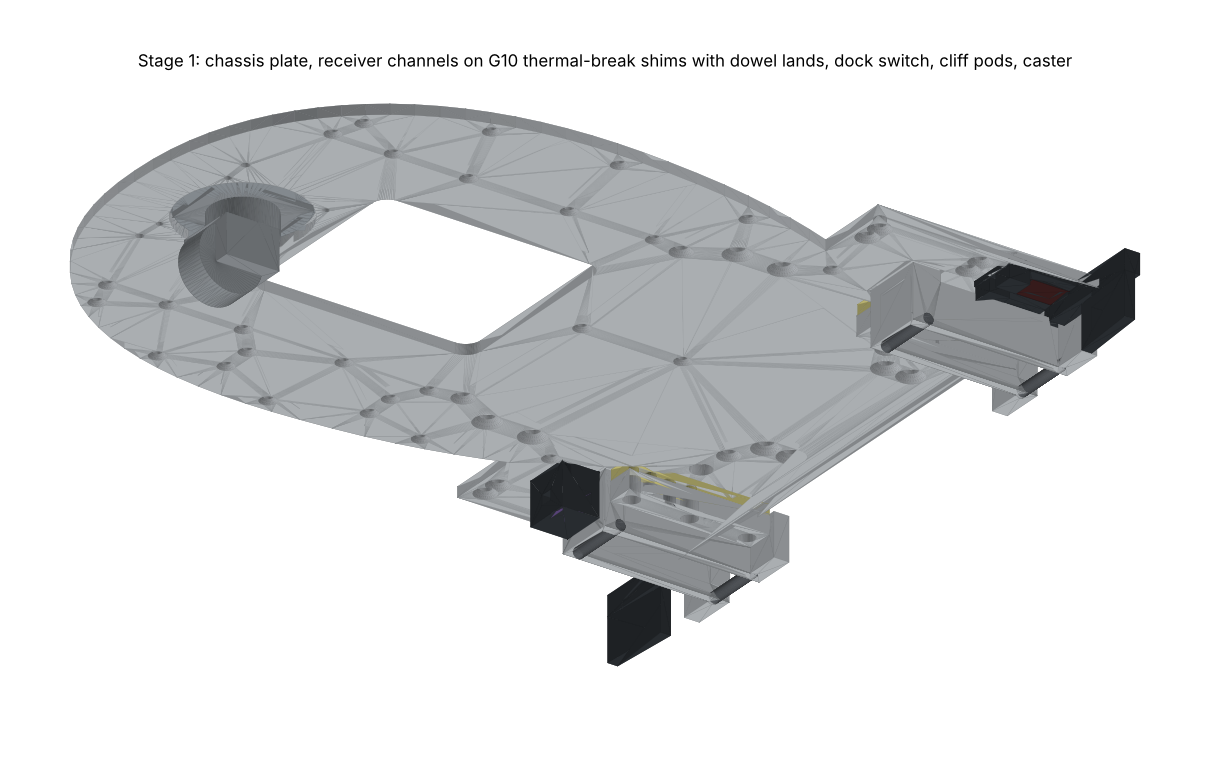 Stage 1: chassis plate, receiver channels on G10 thermal-break shims with dowel lands, dock switch, cliff pods, caster